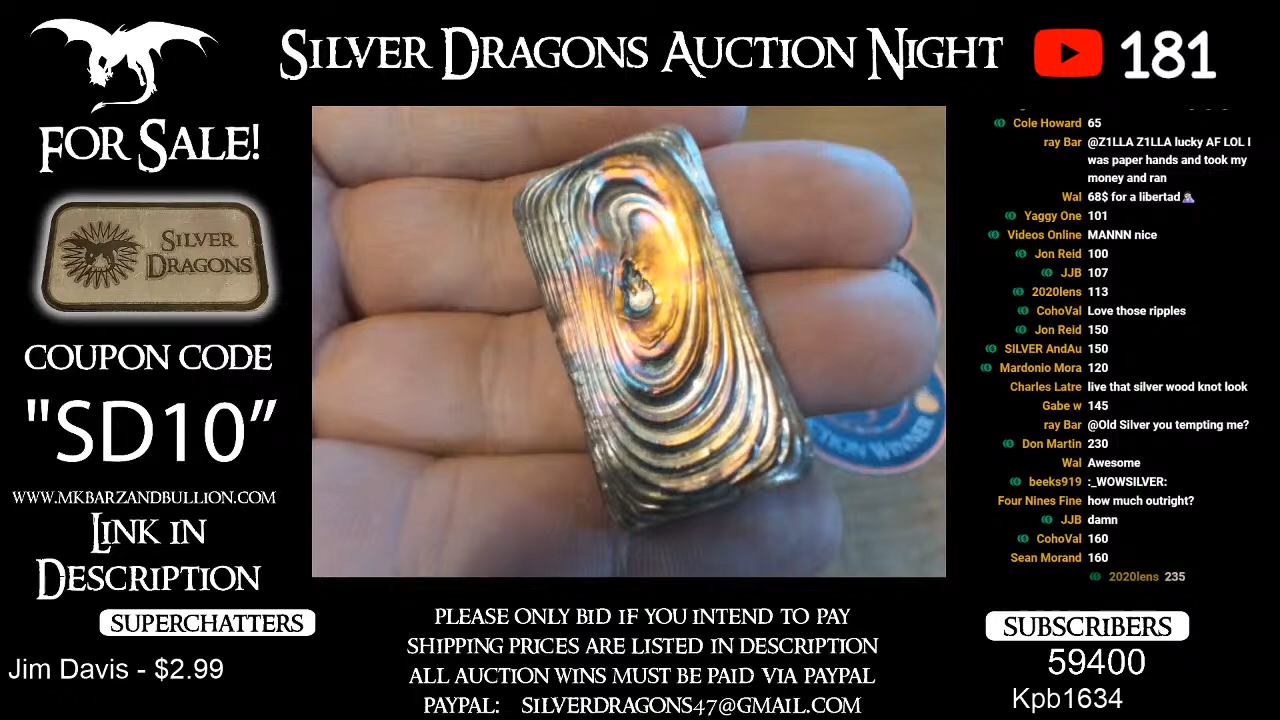 SILVER DRAGONS AUCTION NIGHT
181
FOR SALE!
SILVER
DRAGONS
COUPON CODE
"SD10”
WWW.MKBARZANDBULLION.COM
LINK IN
DESCRIPTION
SUPERCHATTERS
Jim Davis - $2.99
Cole Howard 65
ray Bar @Z1LLA Z1LLA lucky AF LOL I
was paper hands and took my
money and ran
Wal 68$ for a libertad🤦🏻‍♀️
Yaggy One 101
Videos Online MANNN nice
Jon Reid 100
JJB 107
2020lens 113
CohoVal Love those ripples
Jon Reid 150
SILVER AndAu 150
Mardonio Mora 120
Charles Latre live that silver wood knot look
Gabe w 145
ray Bar @Old Silver you tempting me?
Don Martin 230
Wal Awesome
beeks919 :_WOWSILVER:
Four Nines Fine how much outright?
JJB damn
CohoVal 160
Sean Morand 160
2020lens 235
WINNER
PLEASE ONLY BID IF YOU INTEND TO PAY
SHIPPING PRICES ARE LISTED IN DESCRIPTION
ALL AUCTION WINS MUST BE PAID VIA PAYPAL
PAYPAL: SILVERDRAGONS47@GMAIL.COM
SUBSCRIBERS
59400
Kpb1634